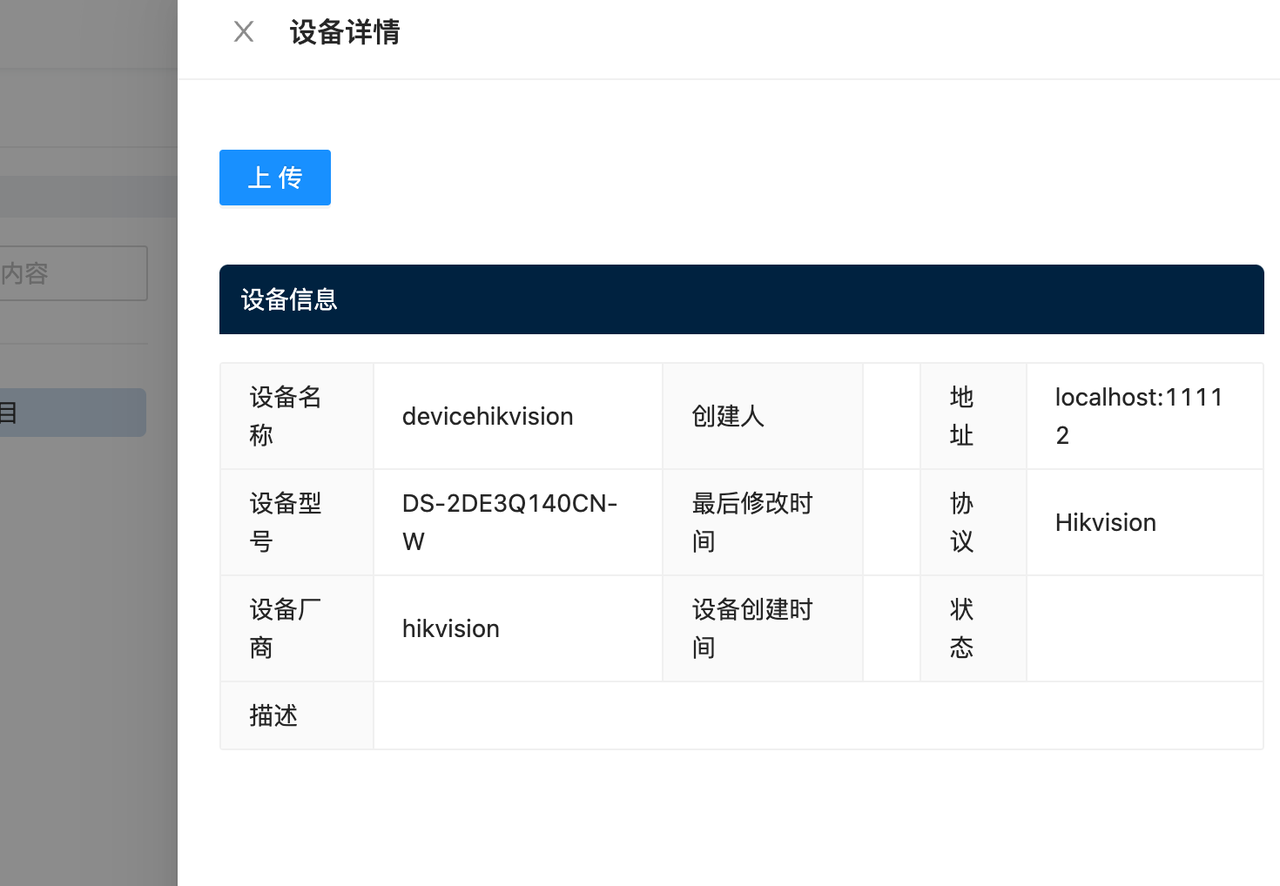 设备详情
上传
内容
目
设备信息
设备名
称
devicehikvision
创建人
地
址
localhost:1111
2
设备型
号
DS-2DE3Q140CN-
W
最后修改时
间
协
议
Hikvision
设备厂
商
hikvision
设备创建时
间
状
态
描述